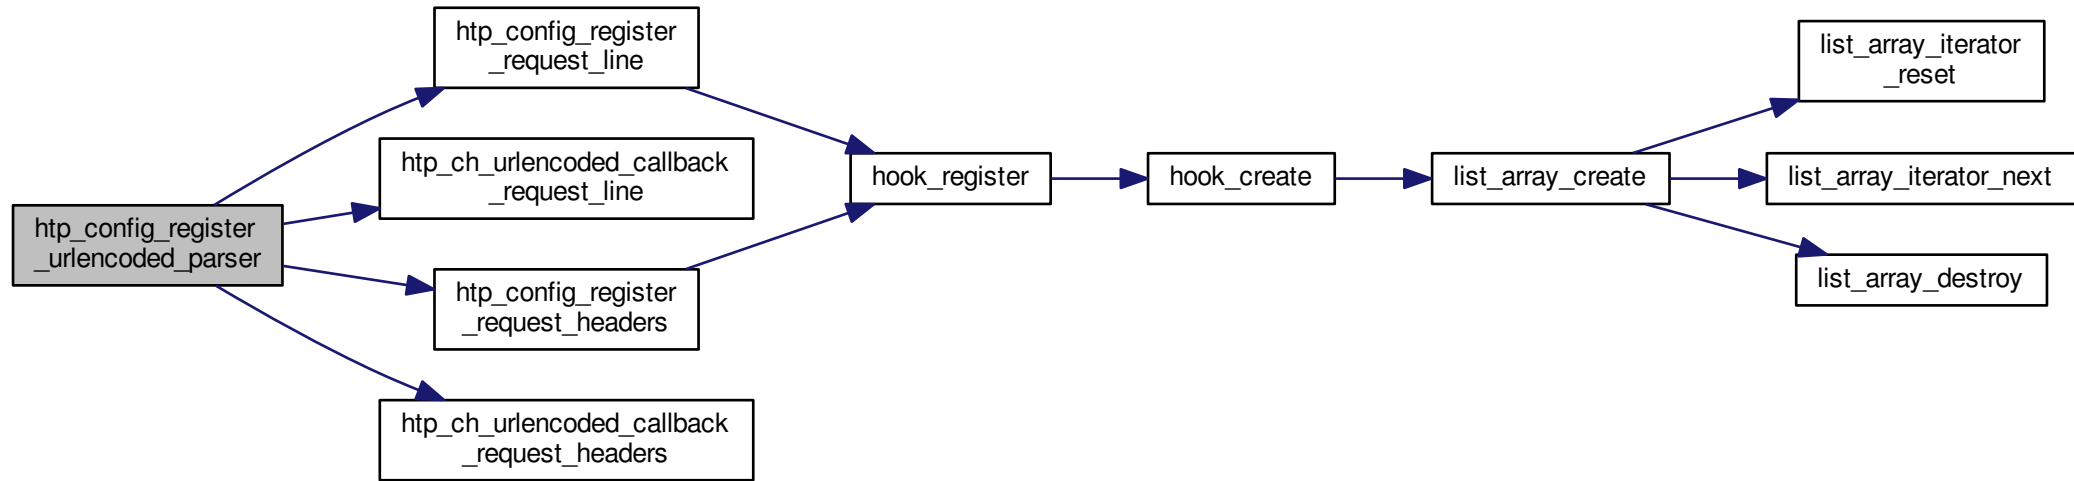 htp_config_register
_urlencoded_parser
htp_config_register
_request_line
htp_ch_urlencoded_callback
_request_line
htp_config_register
_request_headers
htp_ch_urlencoded_callback
_request_headers
hook_register
hook_create
list_array_create
list_array_iterator
_reset
list_array_iterator_next
list_array_destroy